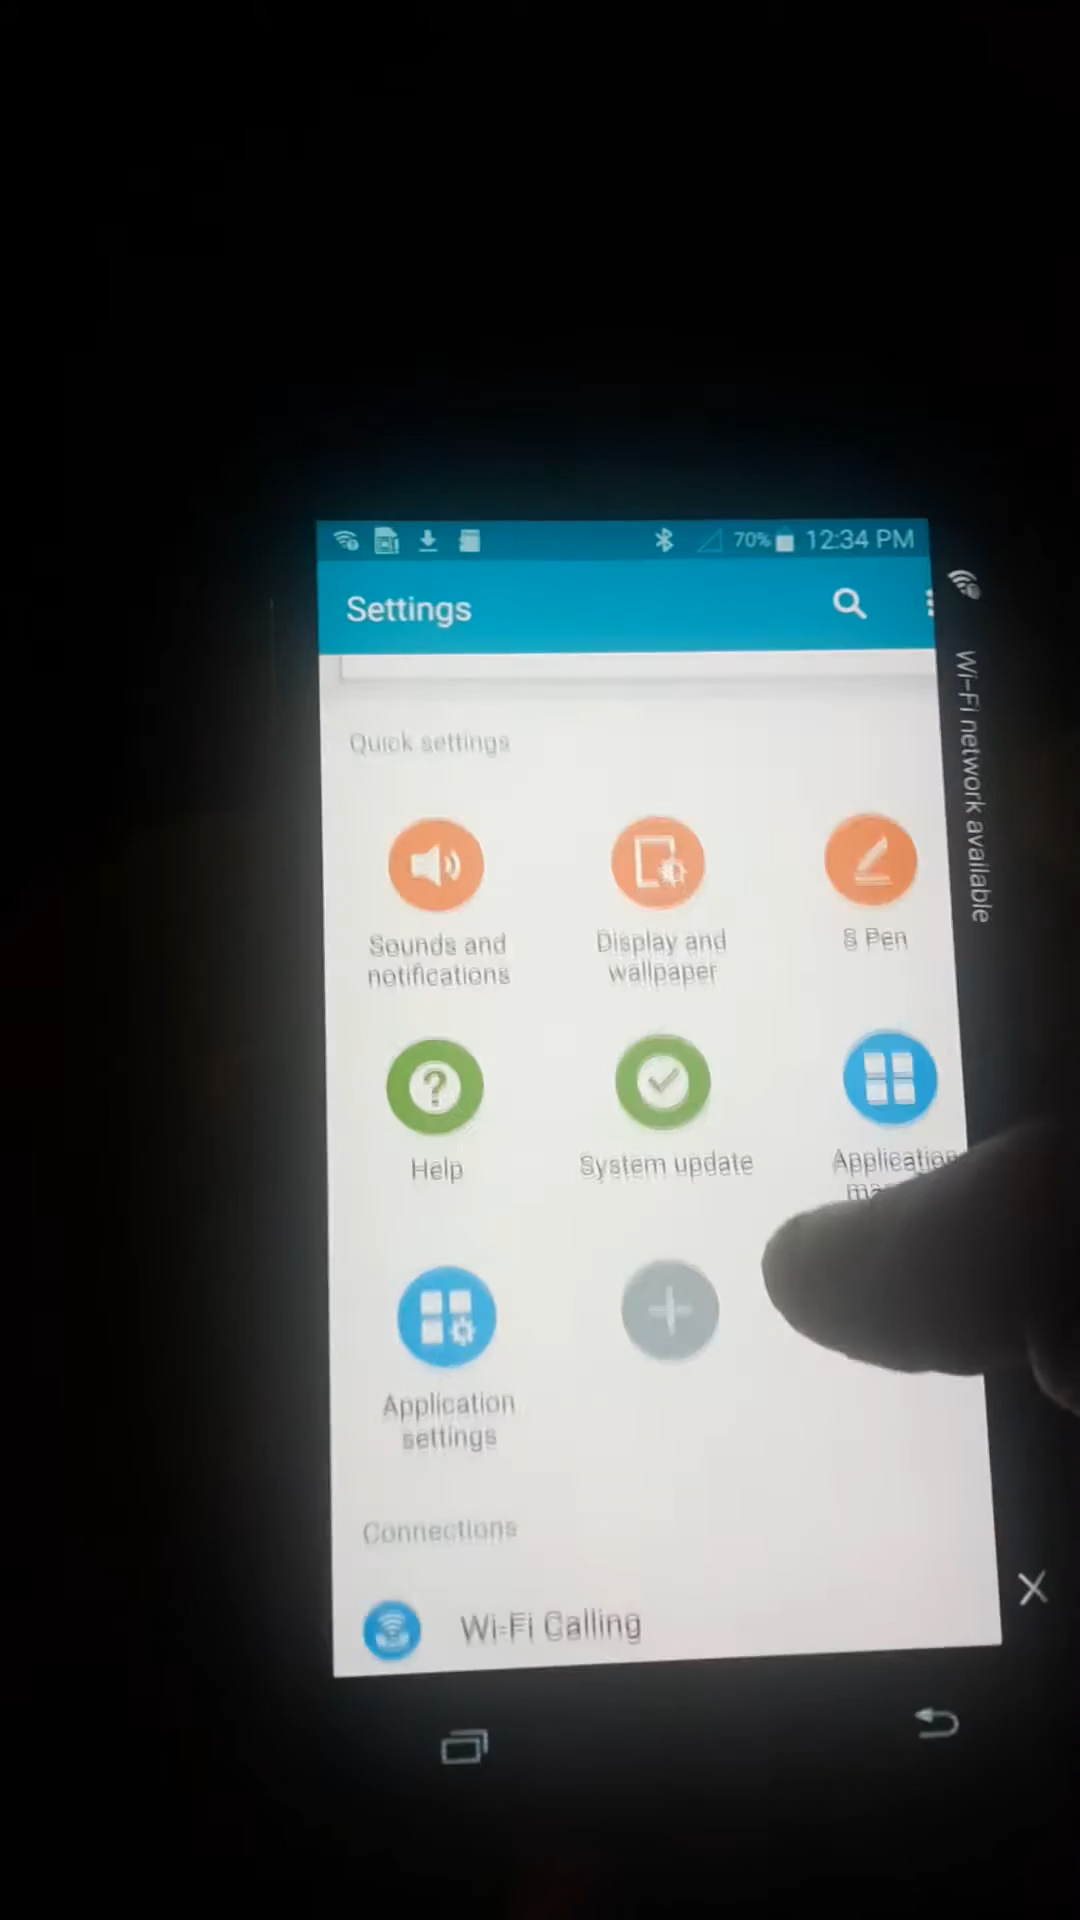 70% 12:34 PM
Settings
Wi-Fi network available
Quick settings
Sounds and
notifications
Display and
wallpaper
S Pen
Help
System update
Application
Application
settings
Connections
Wi-Fi Calling